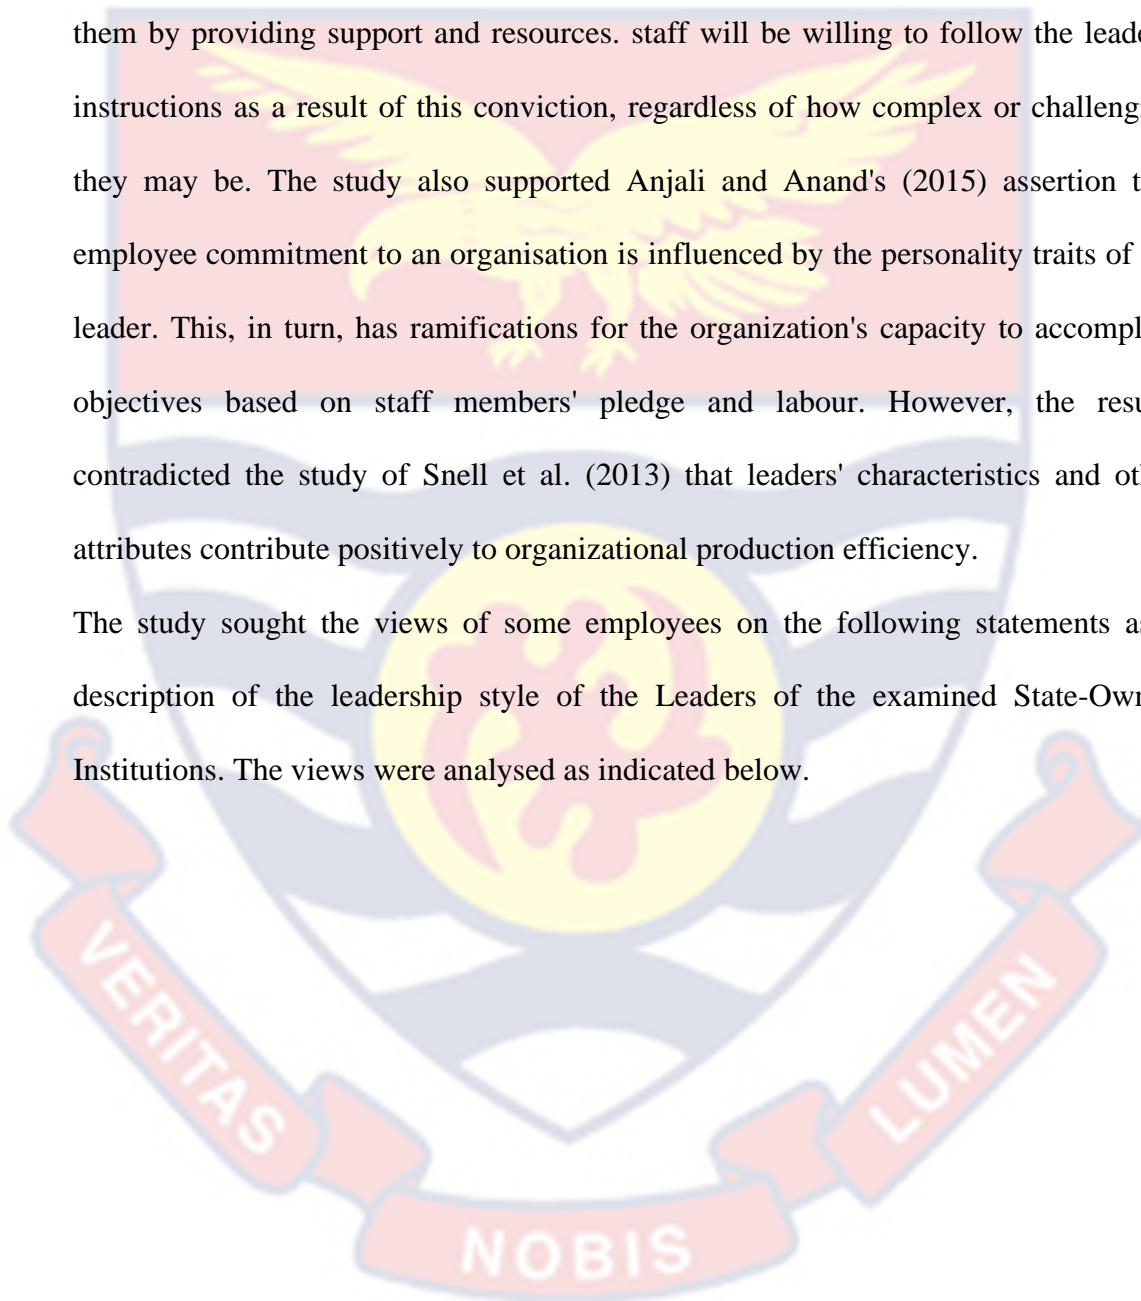 them by providing support and resources. staff will be willing to follow the leade
instructions as a result of this conviction, regardless of how complex or challeng
they may be. The study also supported Anjali and Anand's (2015) assertion t
employee commitment to an organisation is influenced by the personality traits of
leader. This, in turn, has ramifications for the organization's capacity to accompl
objectives based on staff members' pledge and labour. However, the resu
contradicted the study of Snell et al. (2013) that leaders' characteristics and oth
attributes contribute positively to organizational production efficiency.
The study sought the views of some employees on the following statements as
description of the leadership style of the Leaders of the examined State-Own
Institutions. The views were analysed as indicated below.
VERITAS
NOBIS
LUMEN